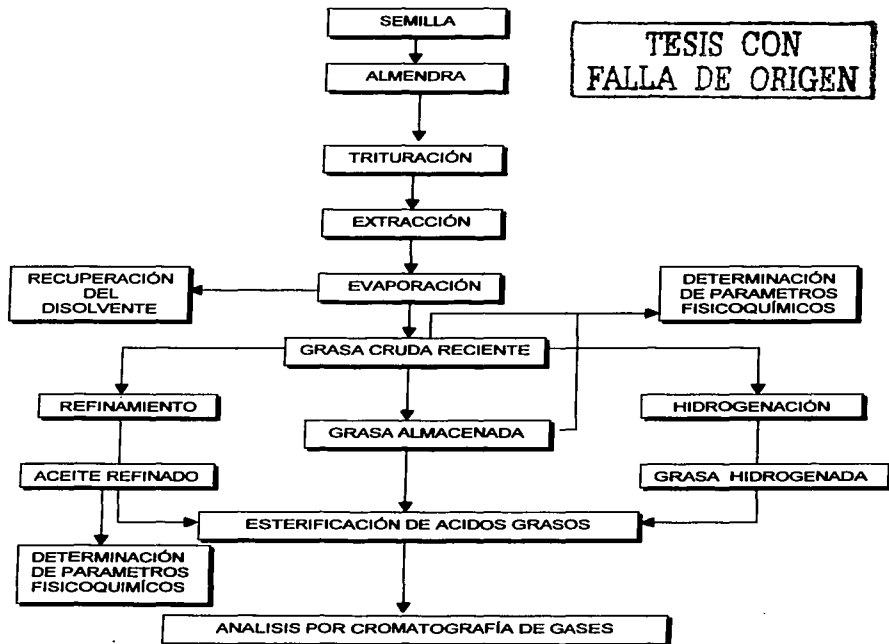 SEMILLA
TESIS CON
FALLA DE ORIGEN
ALMENDRA
TRITURACIÓN
EXTRACCIÓN
RECUPERACIÓN
DEL
DISOLVENTE
EVAPORACIÓN
DETERMINACIÓN
DE PARAMETROS
FISICOQUÍMICOS
GRASA CRUDA RECIENTE
REFINAMIENTO
GRASA ALMACENADA
HIDROGENACIÓN
ACEITE REFINADO
GRASA HIDROGENADA
ESTERIFICACIÓN DE ACIDOS GRASOS
DETERMINACIÓN
DE PARAMETROS
FISICOQUIMÍCOS
ANALISIS POR CROMATOGRAFÍA DE GASES